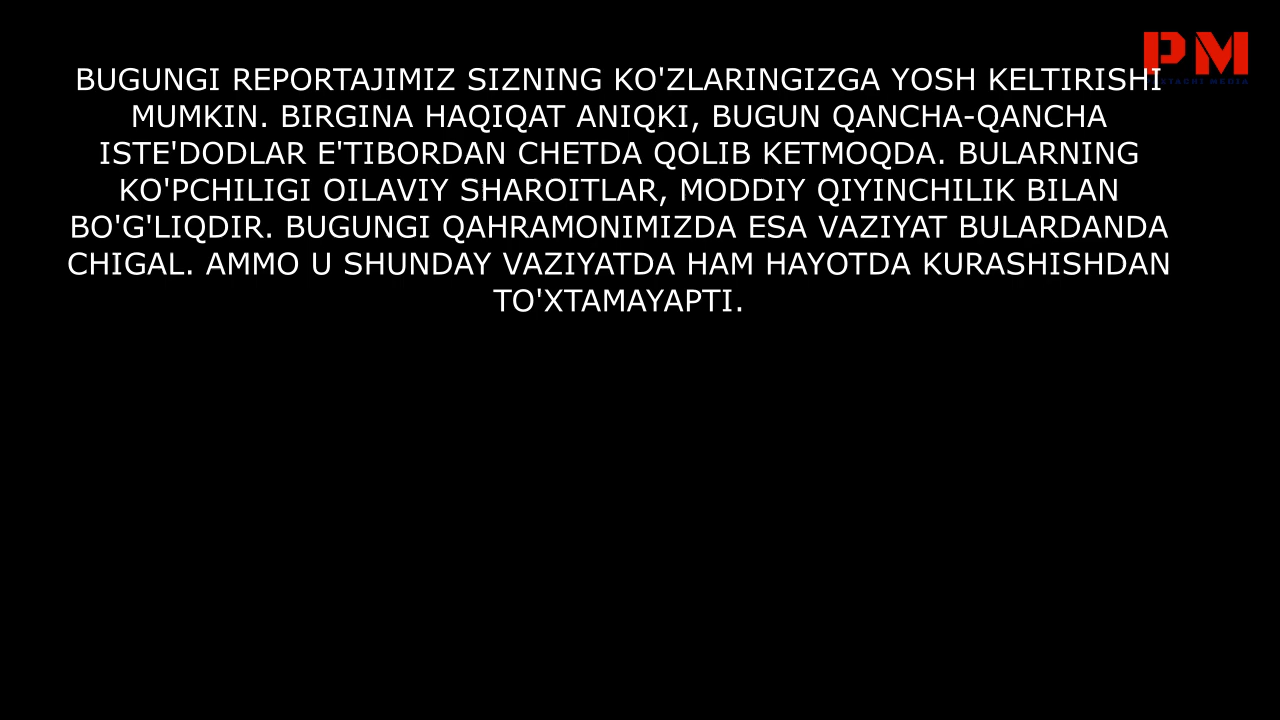 PM
BUGUNGI REPORTAJIMIZ SIZNING KO'ZLARINGIZGA YOSH KELTIRISHI
MUMKIN. BIRGINA HAQIQAT ANIQKI, BUGUN QANCHA-QANCHA
ISTE'DODLAR E'TIBORDAN CHETDA QOLIB KETMOQDA. BULARNING
KO'PCHILIGI OILAVIY SHAROITLAR, MODDIY QIYINCHILIK BILAN
BO'G'LIQDIR. BUGUNGI QAHRAMONIMIZDA ESA VAZIYAT BULARDANDA
CHIGAL. AMMO U SHUNDAY VAZIYATDA HAM HAYOTDA KURASHISHDAN
TO'XTAMAYAPTI.